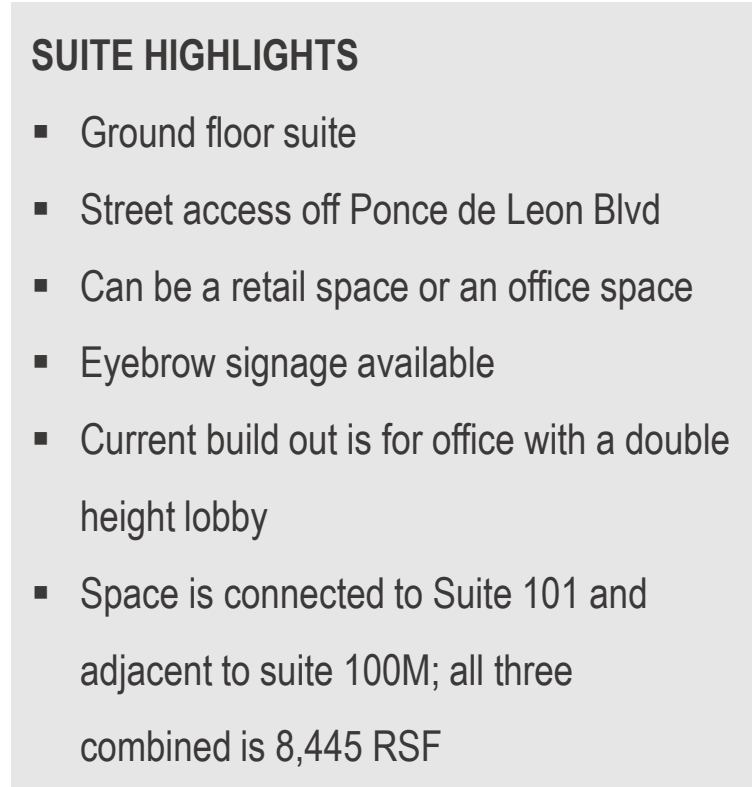 SUITE HIGHLIGHTS
▪ Ground floor suite
▪ Street access off Ponce de Leon Blvd
▪ Can be a retail space or an office space
▪ Eyebrow signage available
▪ Current build out is for office with a double
height lobby
▪ Space is connected to Suite 101 and
adjacent to suite 100M; all three
combined is 8,445 RSF